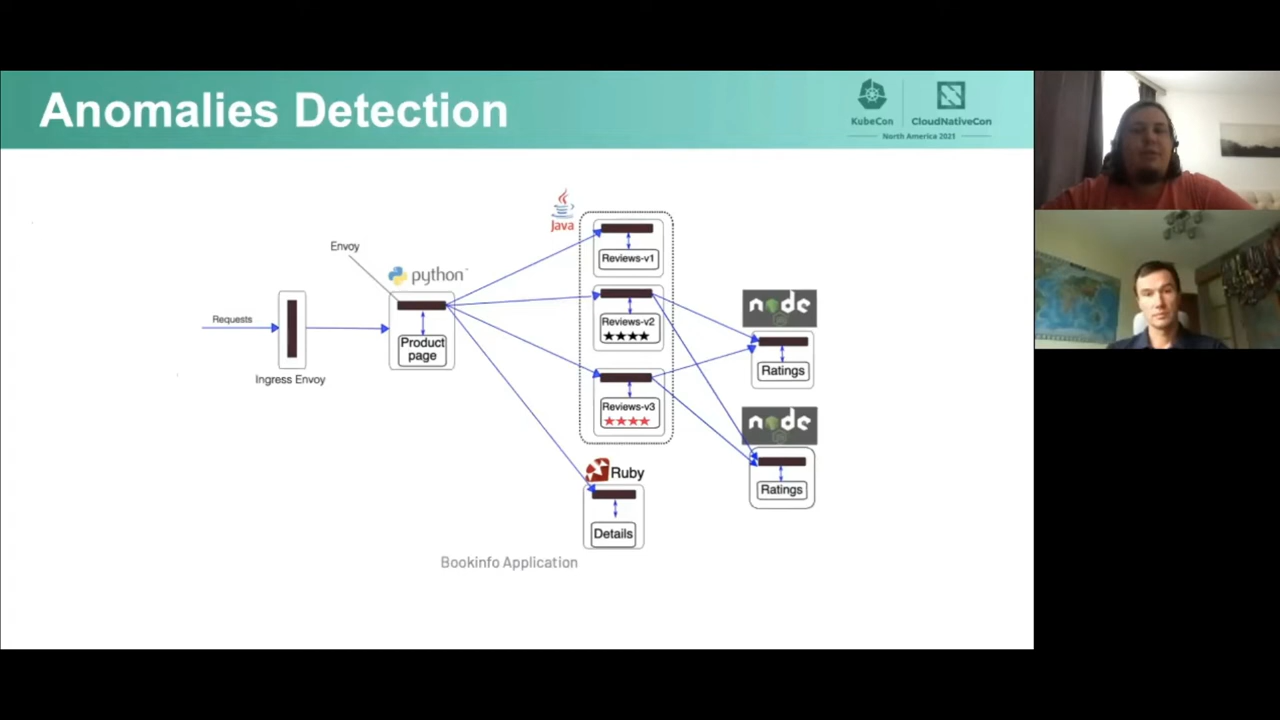 Anomalies Detection
KubeCon
CloudNativeCon
North America 2021
Java
Envoy
python
Reviews-v1
Requests
Product
page
Ingress Envoy
Reviews-v2
★★★★
node
Ratings
Reviews-v3
★★★★
node
Ratings
Ruby
Details
Bookinfo Application